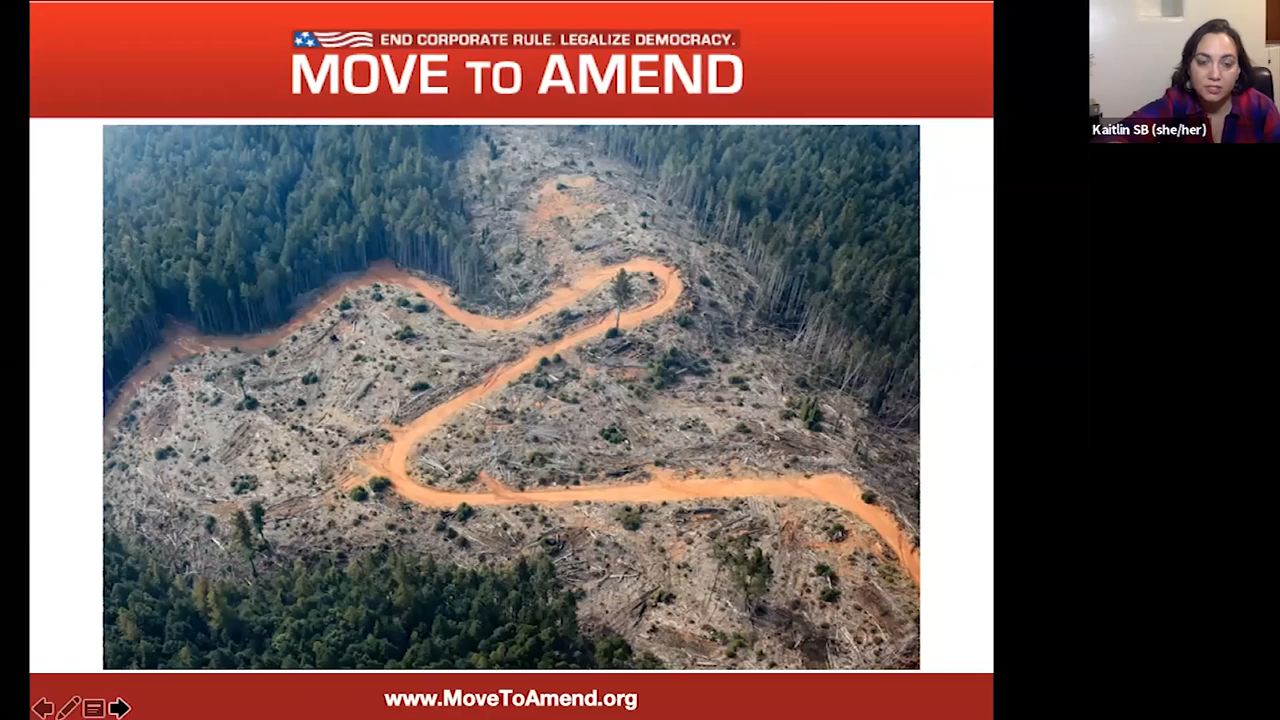 END CORPORATE RULE. LEGALIZE DEMOCRACY.
MOVE TO AMEND
Kaitlin SB (she/her)
www.MoveToAmend.org